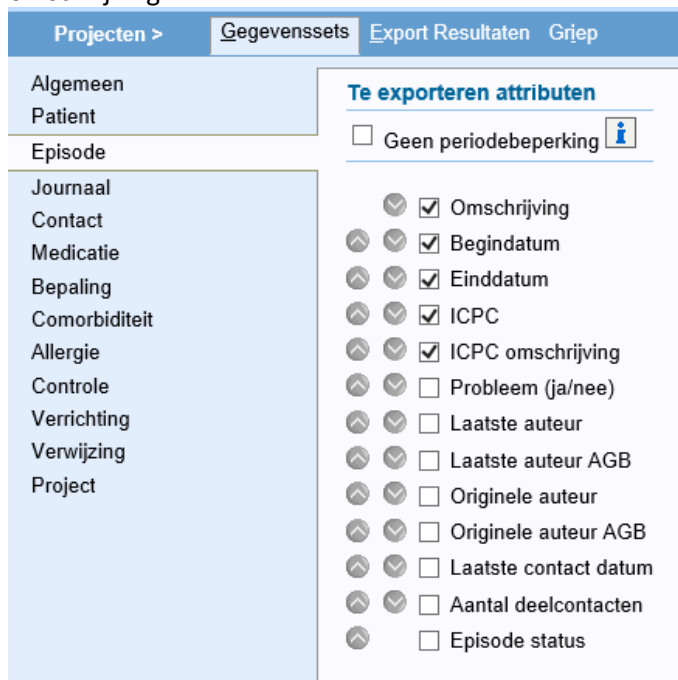 Projecten > Gegevenssets Export Resultaten Griep
Algemeen
Patient
Episode
Journaal
Contact
Medicatie
Bepaling
Comorbiditeit
Allergie
Controle
Verrichting
Verwijzing
Project
Te exporteren attributen
Geen periodebeperking i
Omschrijving
Begindatum
Einddatum
ICPC
ICPC omschrijving
Probleem (ja/nee)
Laatste auteur
Laatste auteur AGB
Originele auteur
Originele auteur AGB
Laatste contact datum
Aantal deelcontacten
Episode status